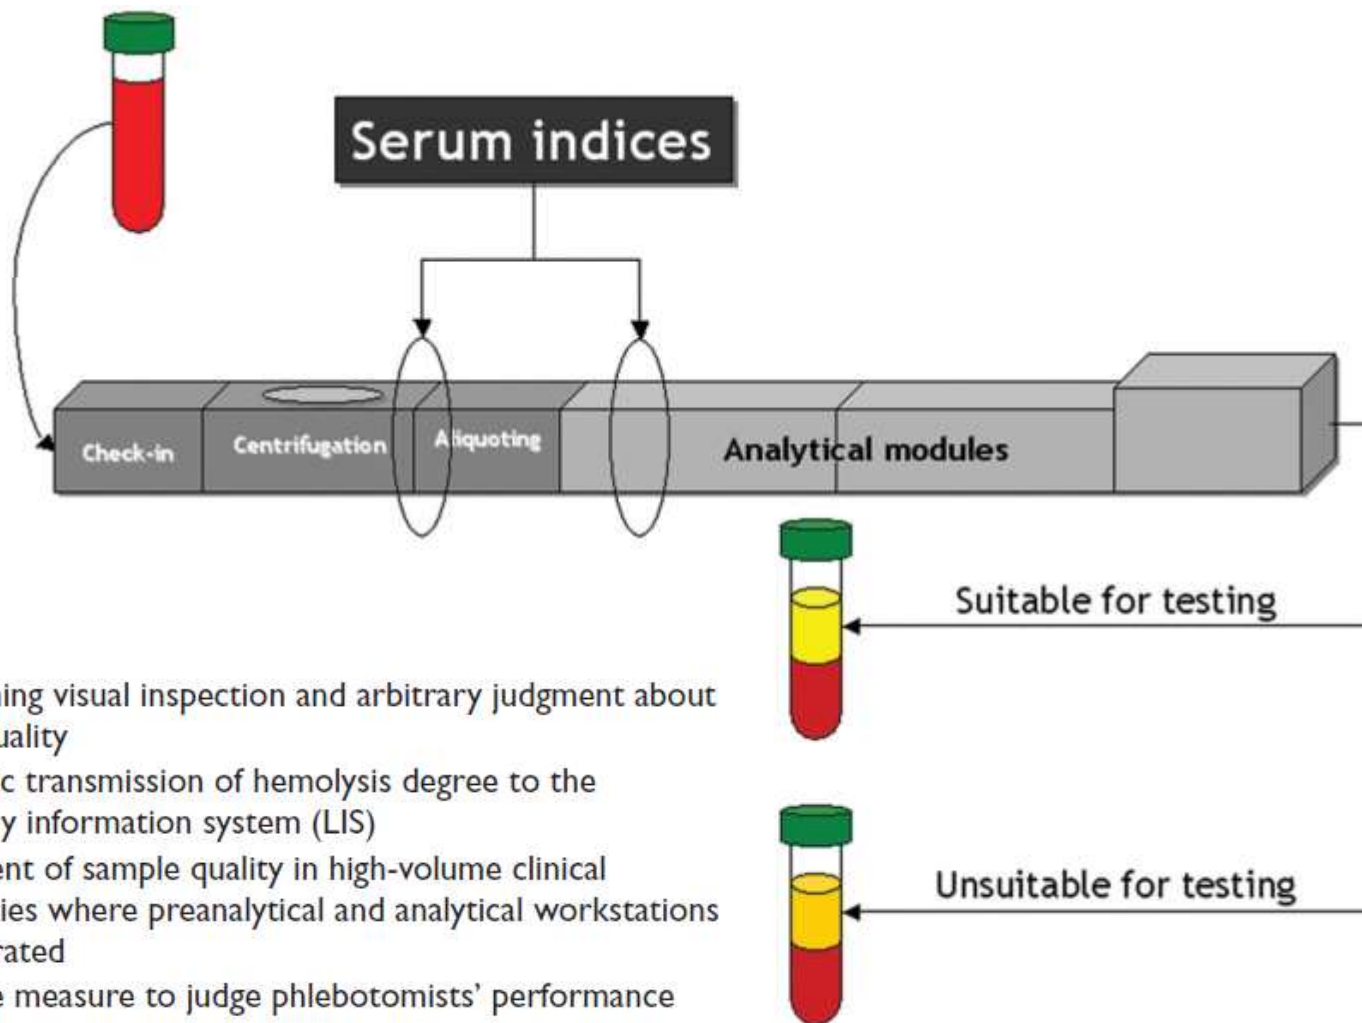 Serum indices
Check-in
Centrifugation
Aliquoting
Analytical modules
Suitable for testing
Unsuitable for testing
ning visual inspection and arbitrary judgment about
uality
ic transmission of hemolysis degree to the
y information system (LIS)
ent of sample quality in high-volume clinical
ies where preanalytical and analytical workstations
rated
e measure to judge phlebotomists’ performance